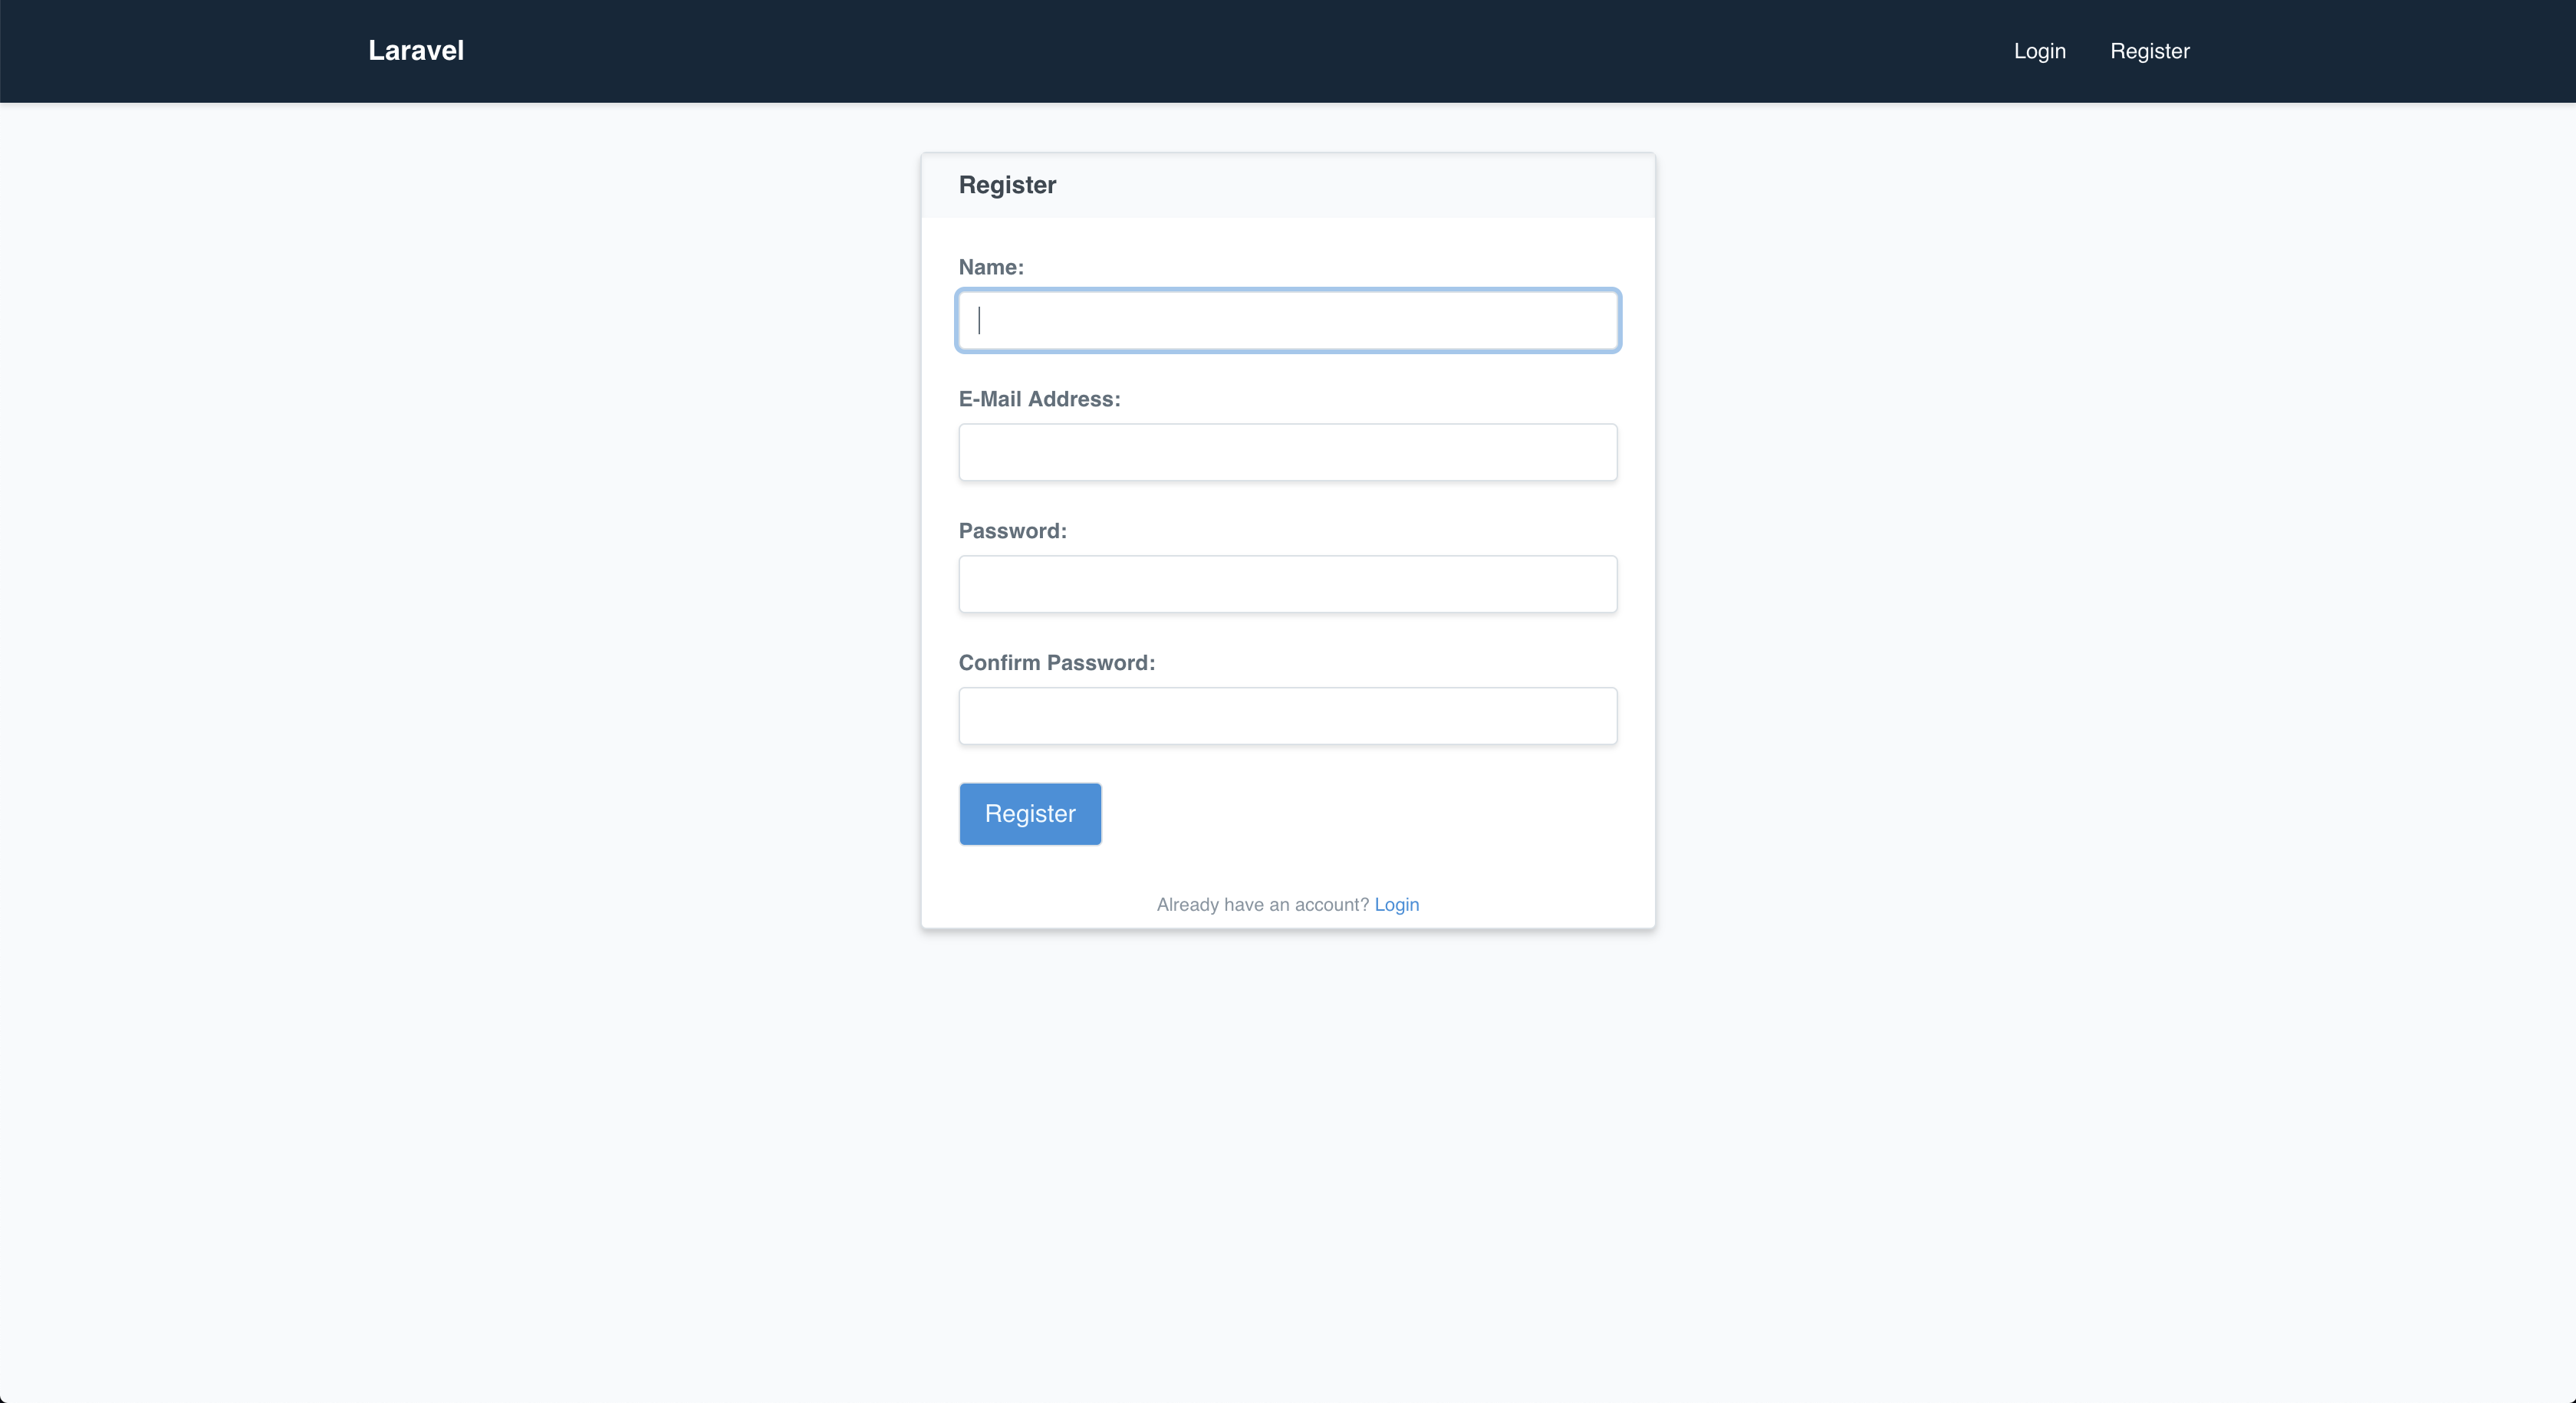 Laravel
Login
Register
Register
Name:
E-Mail Address:
Password:
Confirm Password:
Register
Already have an account? Login